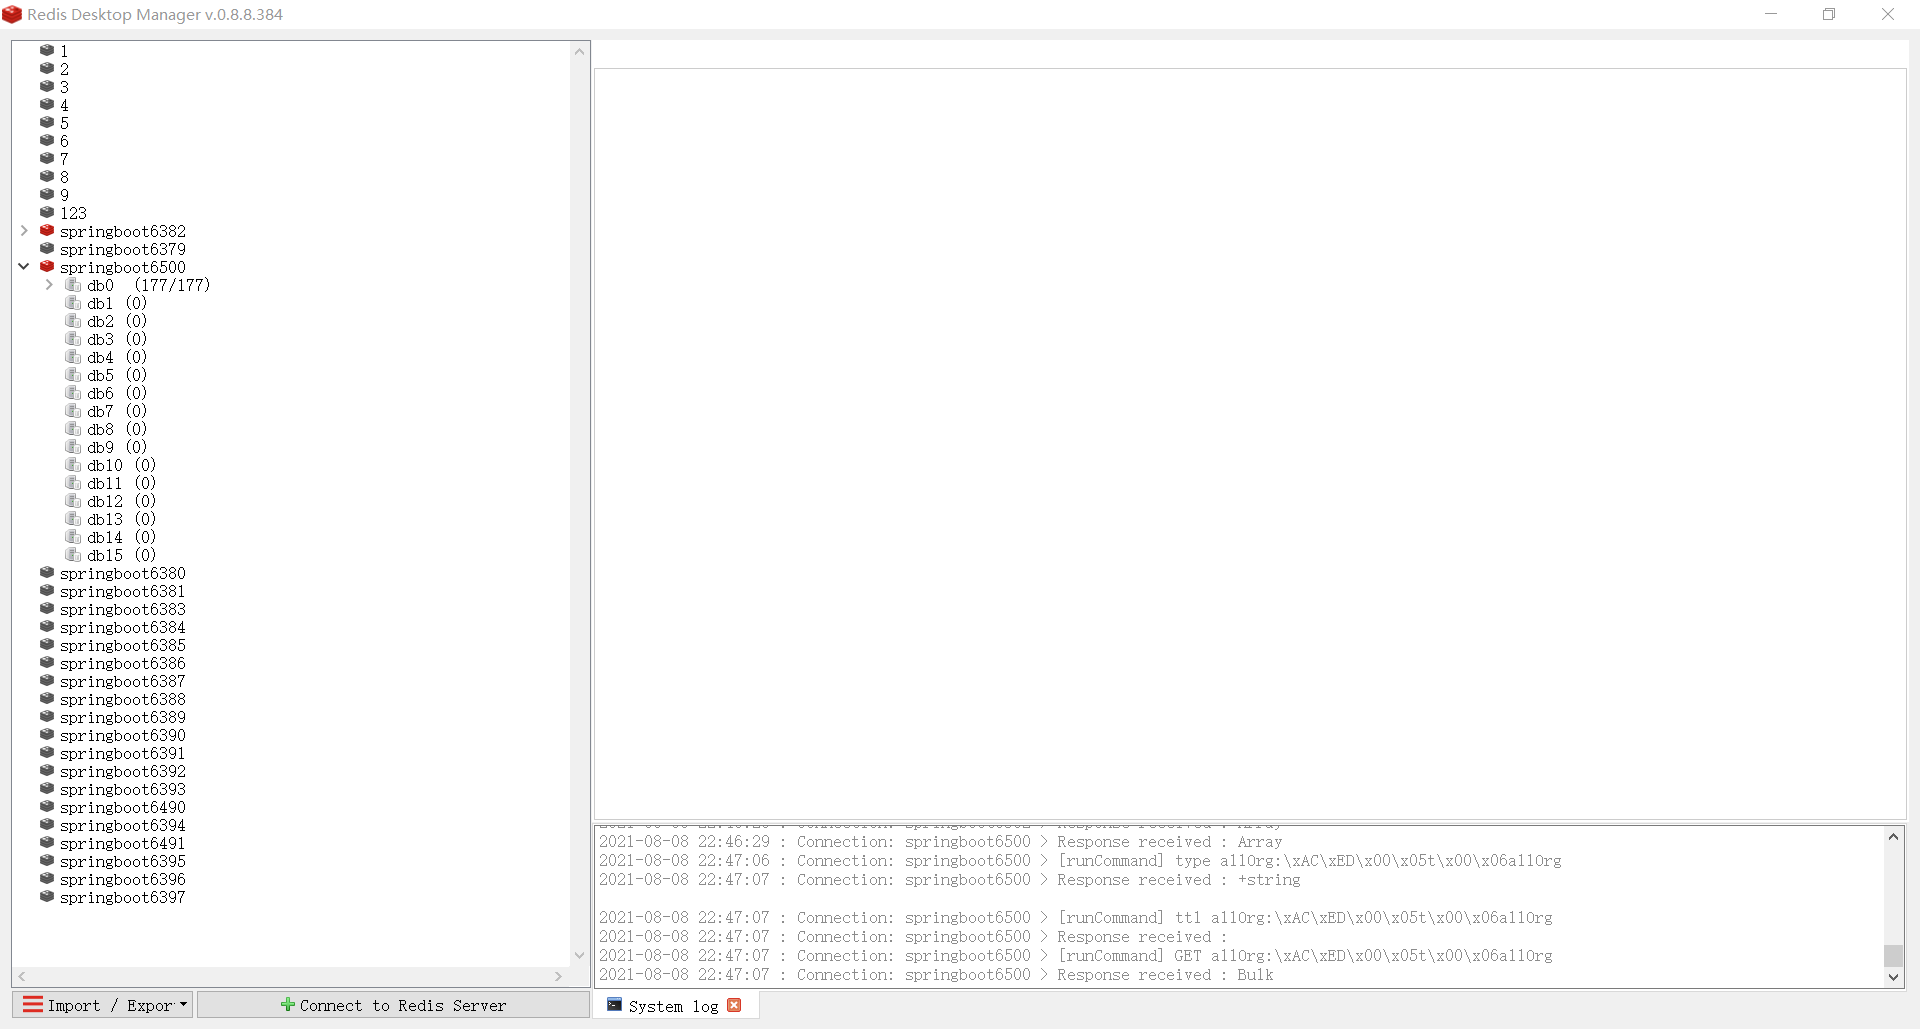 Redis Desktop Manager v.0.8.8.384
1
2
3
4
5
6
7
8
9
123
springboot6382
springboot6379
springboot6500
db0 (177/177)
db1 (0)
db2 (0)
db3 (0)
db4 (0)
db5 (0)
db6 (0)
db7 (0)
db8 (0)
db9 (0)
db10 (0)
db11 (0)
db12 (0)
db13 (0)
db14 (0)
db15 (0)
springboot6380
springboot6381
springboot6383
springboot6384
springboot6385
springboot6386
springboot6387
springboot6388
springboot6389
springboot6390
springboot6391
springboot6392
springboot6393
springboot6490
springboot6394
springboot6491
springboot6395
springboot6396
springboot6397
Import / Expor
Connect to Redis Server
2021-08-08 22:46:29 : Connection: springboot6500 > Response received : Array
2021-08-08 22:47:06 : Connection: springboot6500 > [runCommand] type allOrg:\xAC\xED\x00\x05t\x00\x06allOrg
2021-08-08 22:47:07 : Connection: springboot6500 > Response received : +string
2021-08-08 22:47:07 : Connection: springboot6500 > [runCommand] ttl allOrg:\xAC\xED\x00\x05t\x00\x06allOrg
2021-08-08 22:47:07 : Connection: springboot6500 > Response received :
2021-08-08 22:47:07 : Connection: springboot6500 > [runCommand] GET allOrg:\xAC\xED\x00\x05t\x00\x06allOrg
2021-08-08 22:47:07 : Connection: springboot6500 > Response received : Bulk
System log